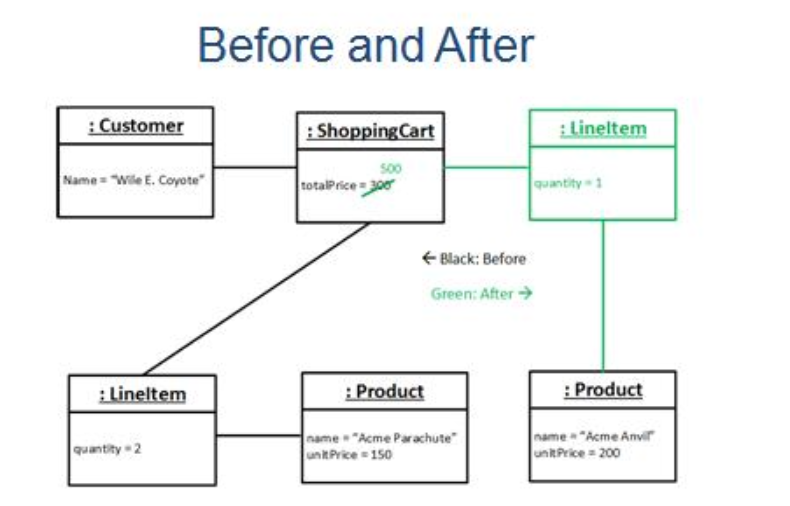 Before and After
: Customer
Name = "Wile E. Coyote"
: ShoppingCart
500
totalPrice = 300
: LineItem
quantity = 1
← Black: Before
Green: After →
: LineItem
quantity = 2
: Product
name = "Acme Parachute"
unitPrice = 150
: Product
name = "Acme Anvil"
unitPrice = 200